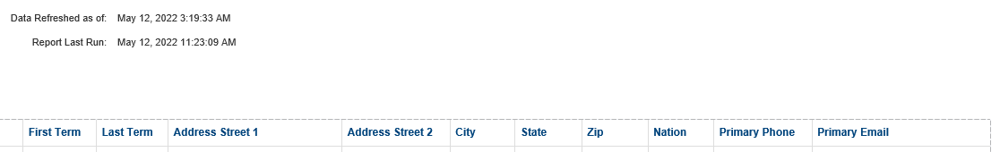 Data Refreshed as of: May 12, 2022 3:19:33 AM
Report Last Run: May 12, 2022 11:23:09 AM
First Term Last Term Address Street 1 Address Street 2 City State Zip Nation Primary Phone Primary Email